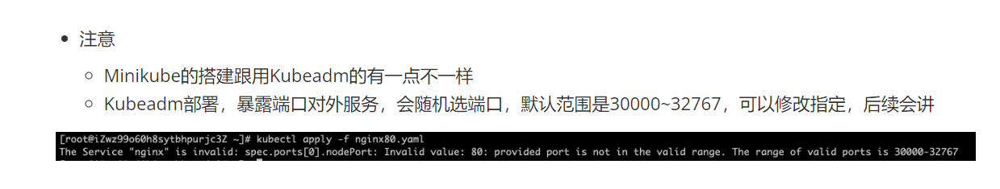 注意
Minikube的搭建跟用Kubeadm的有一点不一样
Kubeadm部署，暴露端口对外服务，会随机选端口，默认范围是30000~32767，可以修改指定，后续会讲
[root@iZwz99o60h8sytbhpurjc3Z ~]# kubectl apply -f nginx80.yaml
The Service "nginx" is invalid: spec.ports[0].nodePort: Invalid value: 80: provided port is not in the valid range. The range of valid ports is 30000-32767